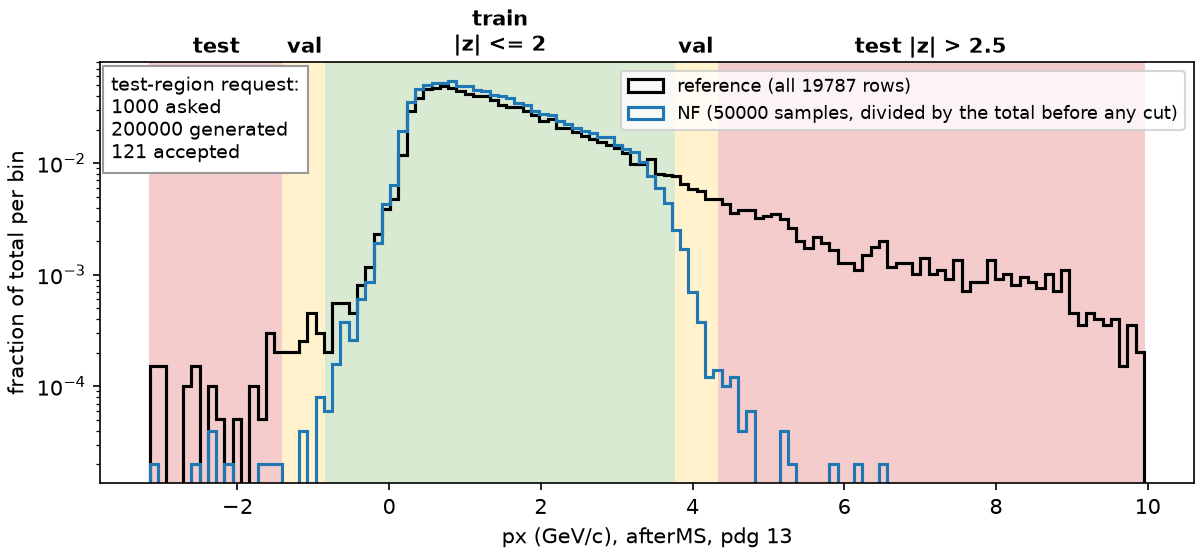 train
test val |z| <= 2 val test |z| > 2.5
test-region request:
1000 asked
200000 generated
121 accepted
reference (all 19787 rows)
NF (50000 samples, divided by the total before any cut)
fraction of total per bin
10⁻²
10⁻³
10⁻⁴
−2 0 2 4 6 8 10
px (GeV/c), afterMS, pdg 13